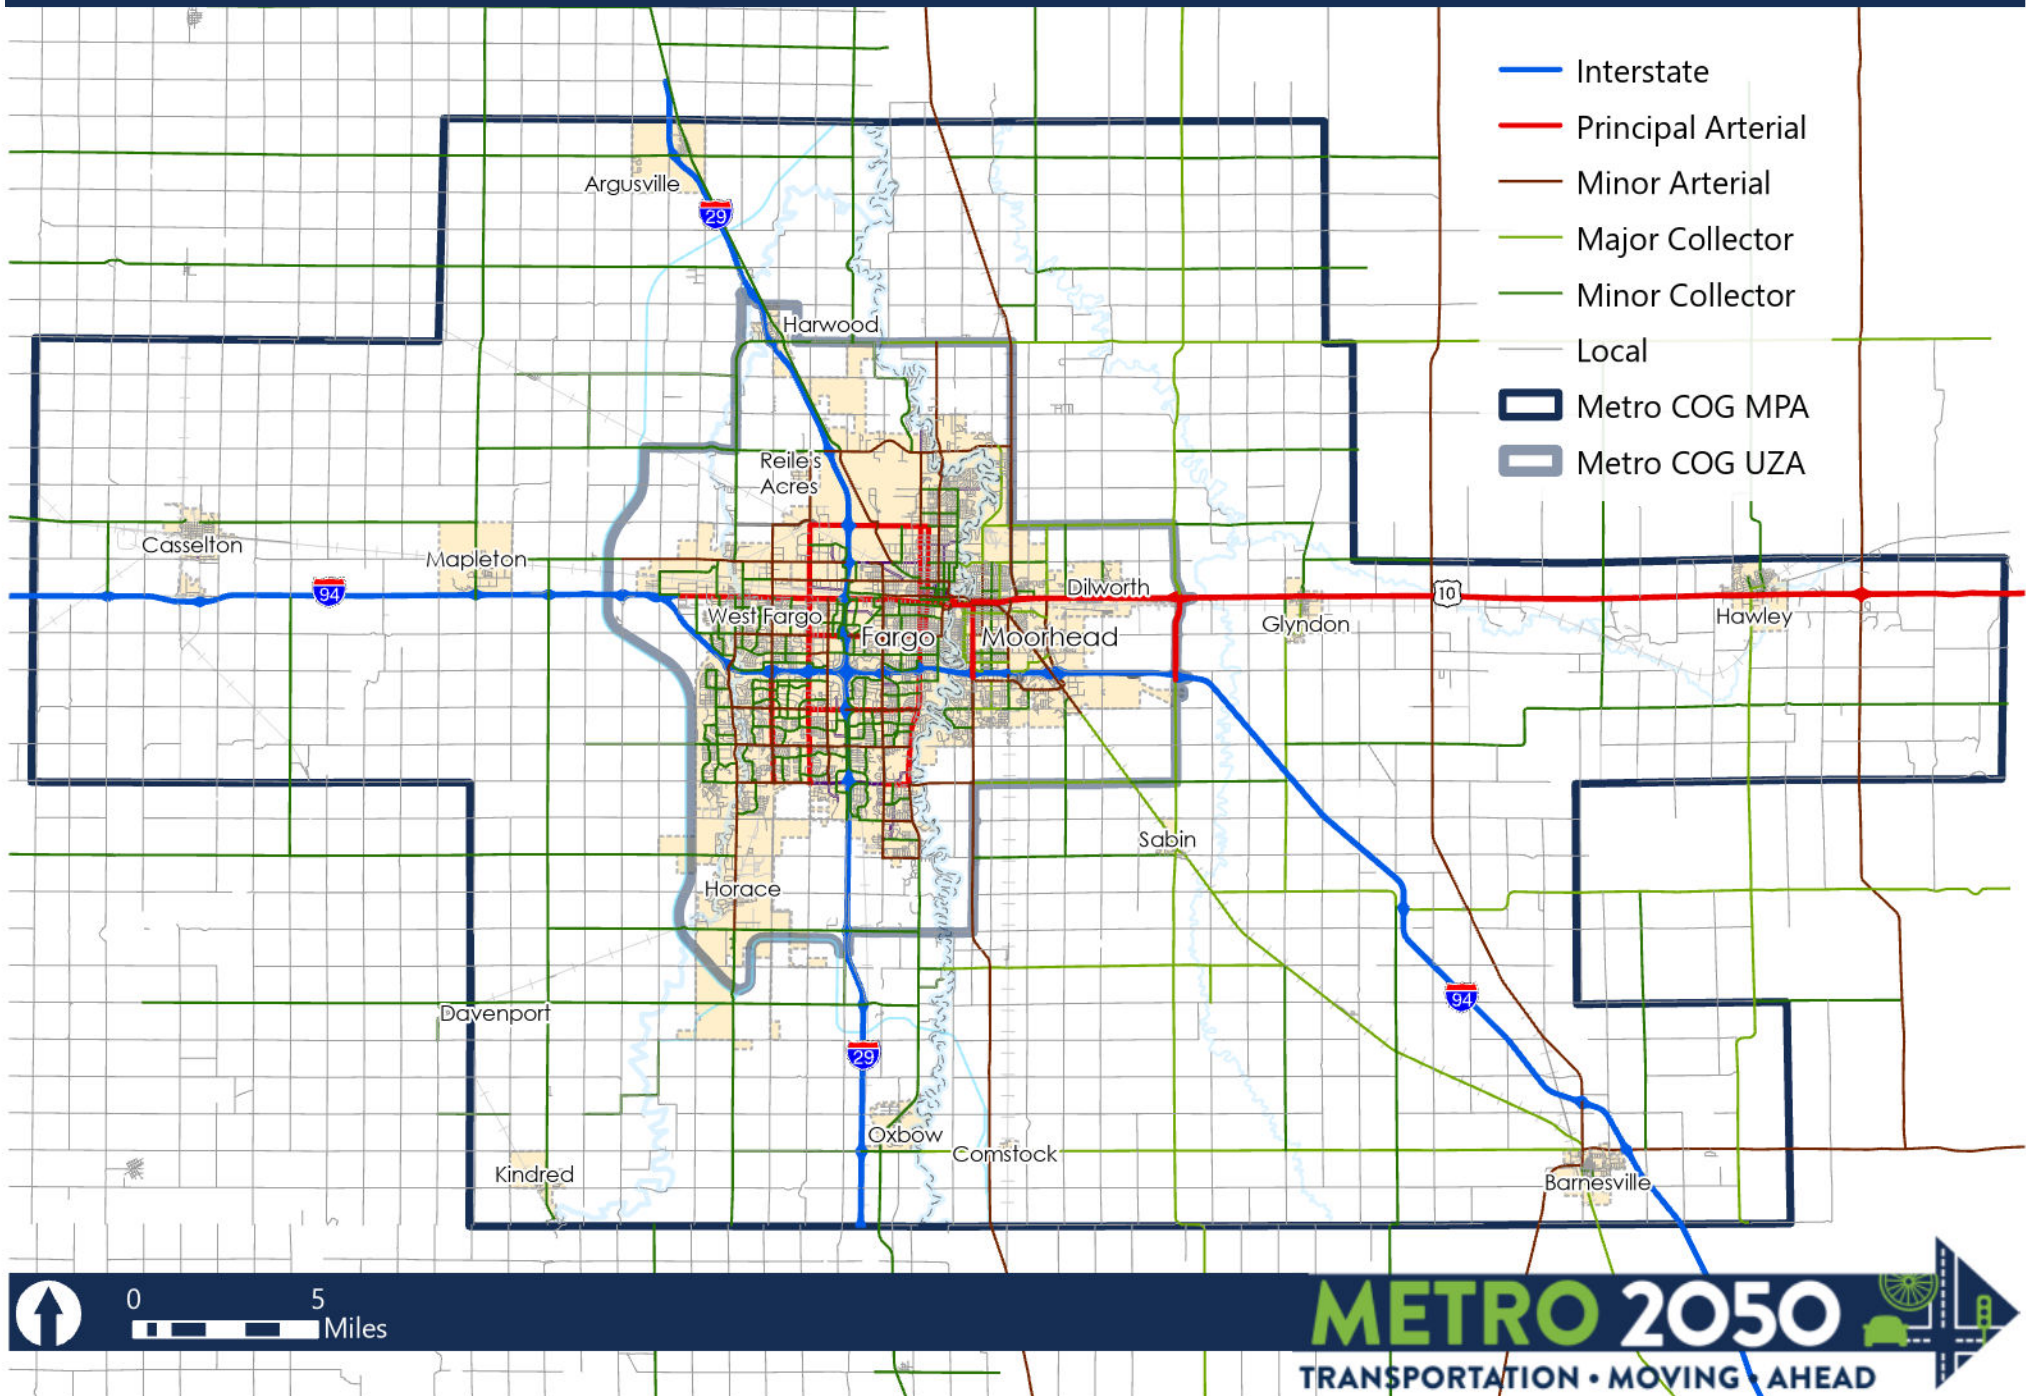 Interstate
Principal Arterial
Minor Arterial
Major Collector
Minor Collector
Local
Metro COG MPA
Metro COG UZA
Argusville
29
Harwood
Reile's
Acres
Casselton
Mapleton
94
West Fargo
Fargo
Moorhead
Dilworth
10
Glyndon
Hawley
Sabin
Horace
Davenport
94
29
Oxbow
Comstock
Kindred
Barnesville
0 5
Miles
METRO 2050
TRANSPORTATION • MOVING • AHEAD